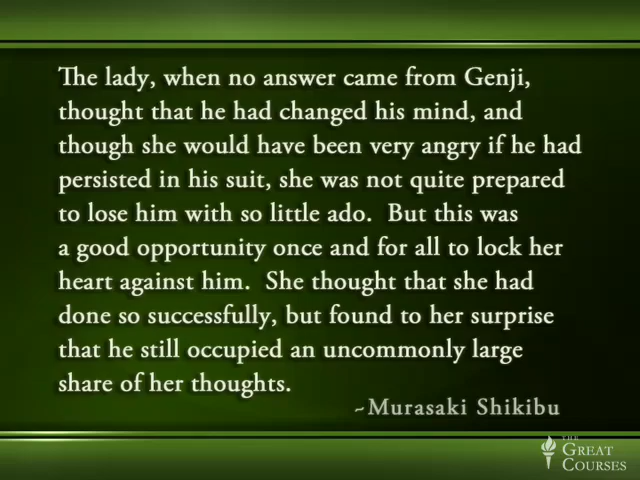 The lady, when no answer came from Genji,
thought that he had changed his mind, and
though she would have been very angry if he had
persisted in his suit, she was not quite prepared
to lose him with so little ado.  But this was
a good opportunity once and for all to lock her
heart against him.  She thought that she had
done so successfully, but found to her surprise
that he still occupied an uncommonly large
share of her thoughts.
~Murasaki Shikibu
THE
GREAT
COURSES